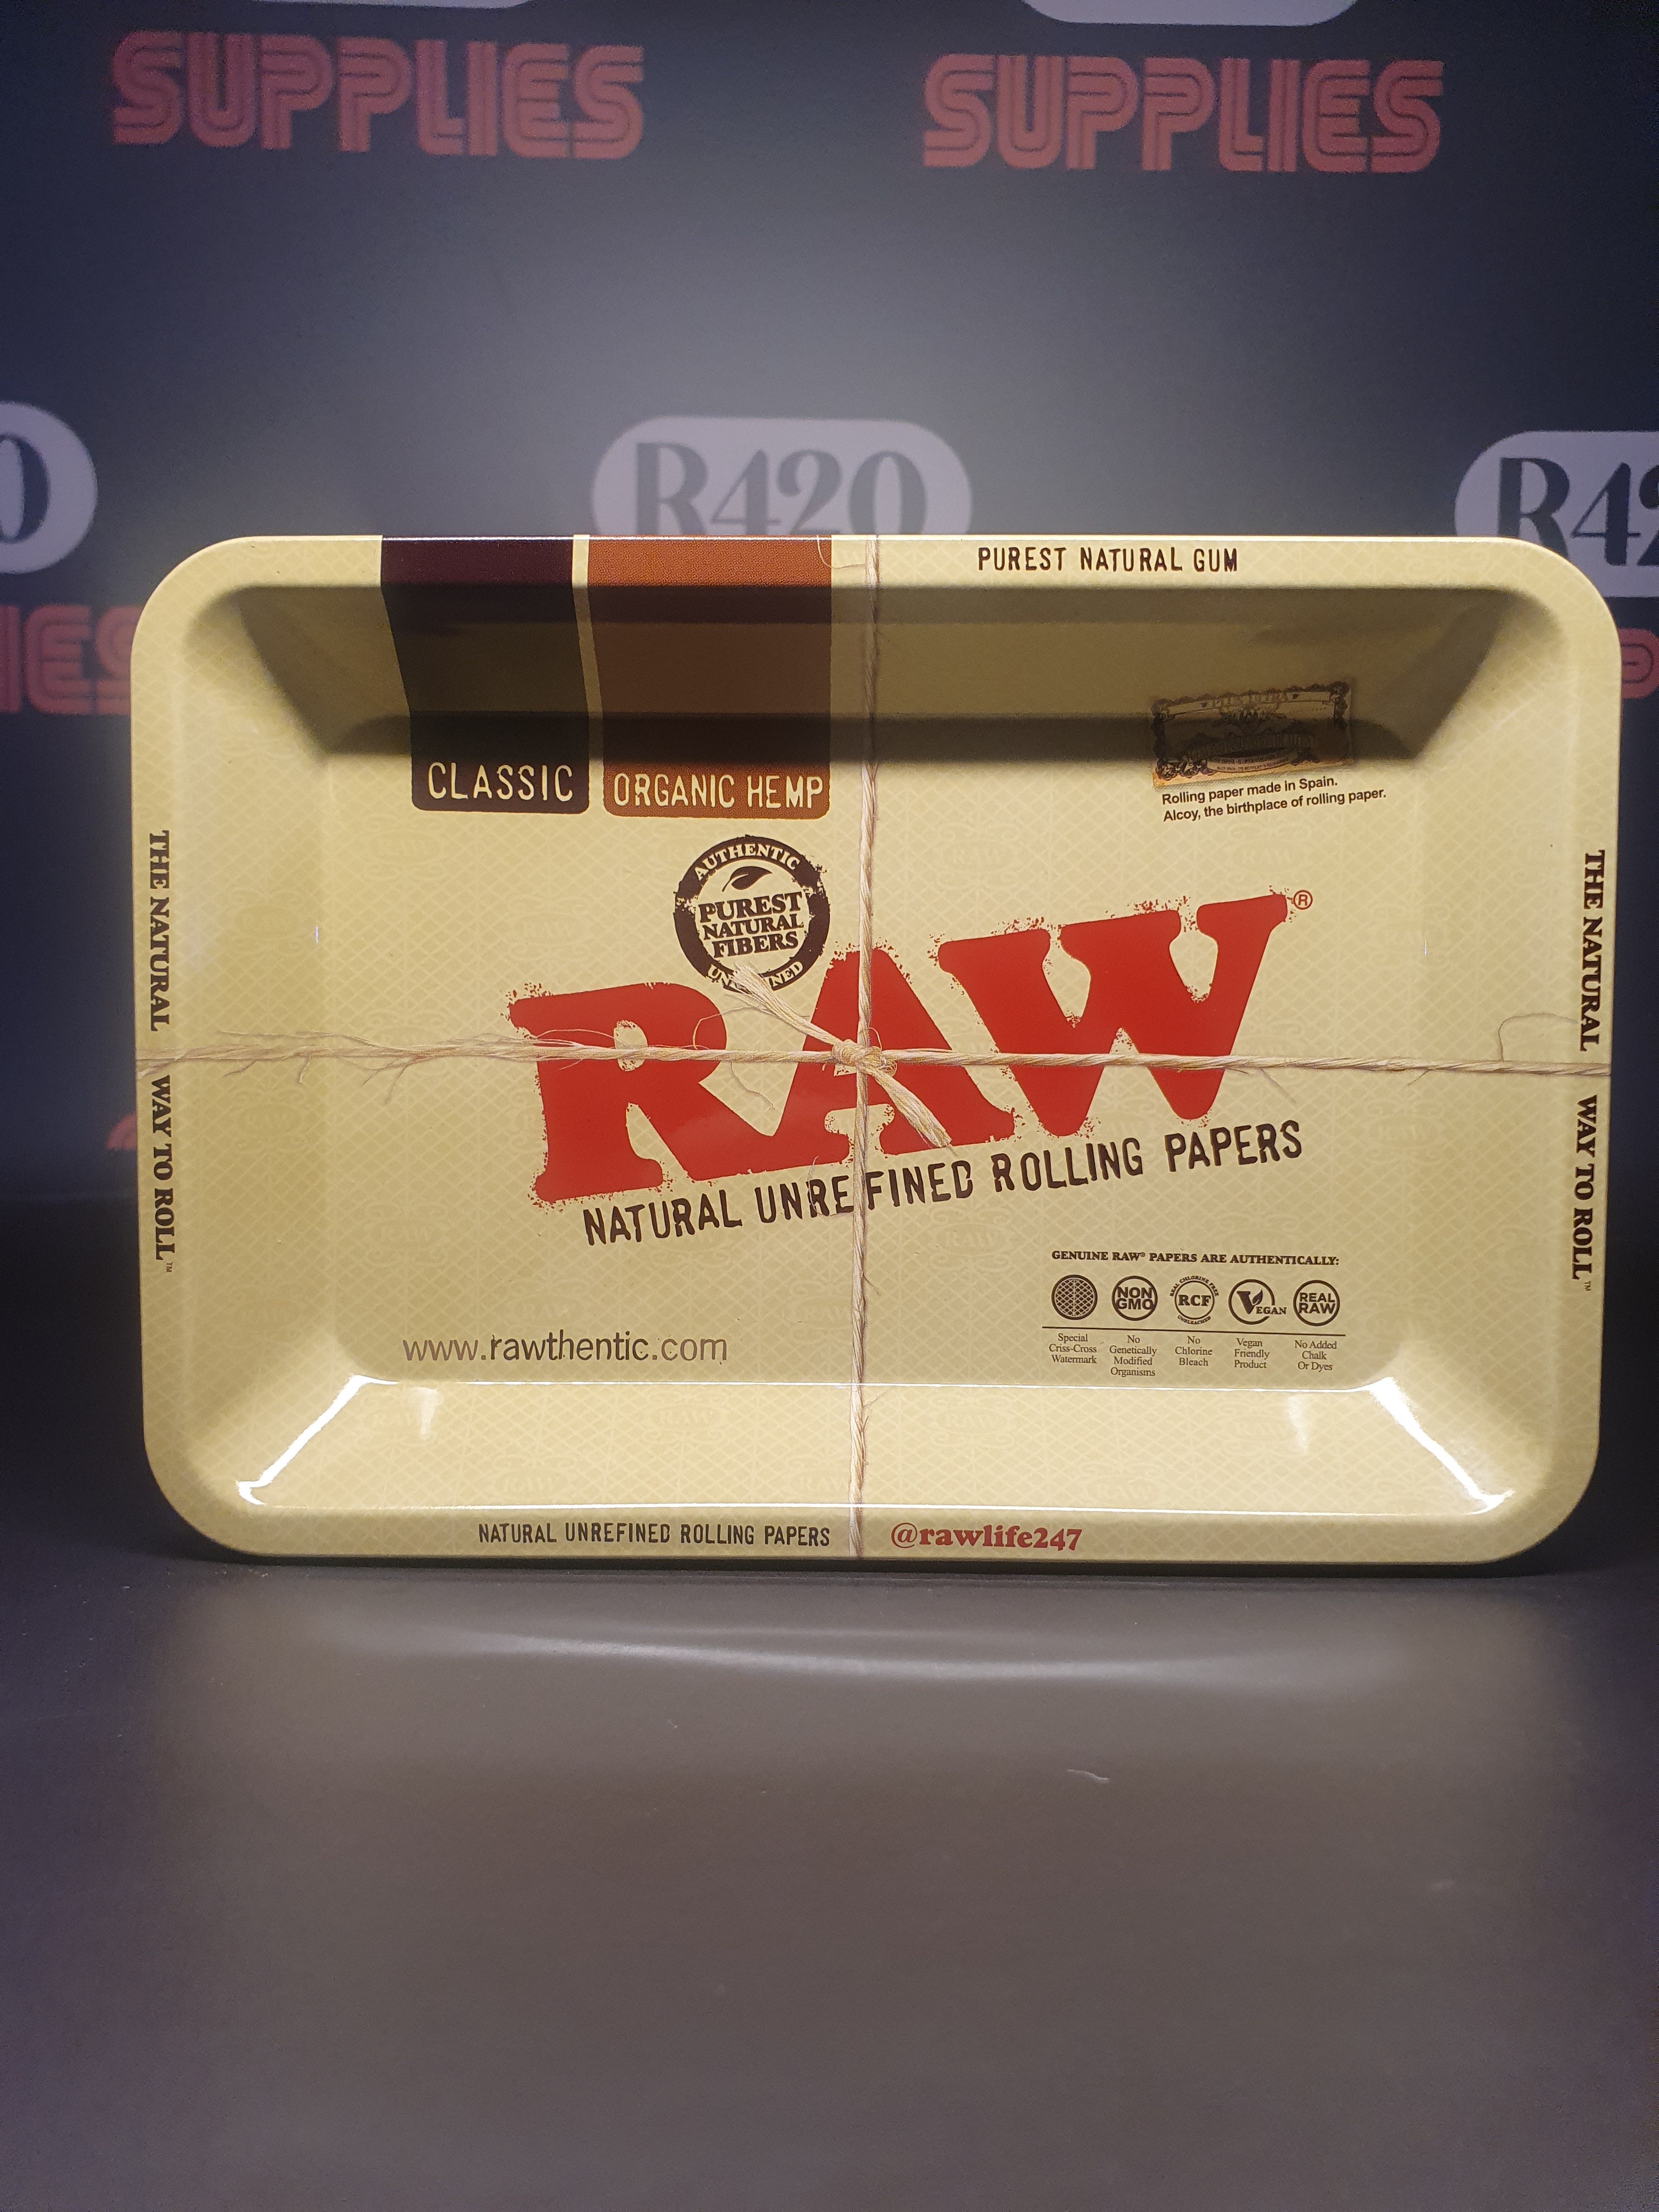 SUPPLIES
SUPPLIES
R420
PUREST NATURAL GUM
CLASSIC
ORGANIC HEMP
Rolling paper made in Spain.
Alcoy, the birthplace of rolling paper.
AUTHENTIC
PUREST
NATURAL
FIBERS
RAW®
NATURAL UNREFINED ROLLING PAPERS
THE NATURAL WAY TO ROLL™
THE NATURAL WAY TO ROLL™
GENUINE RAW® PAPERS ARE AUTHENTICALLY:
NON
GMO
RCF
VEGAN
REAL
RAW
Special
Criss-Cross
Watermark
No
Genetically
Modified
Organisms
No
Chlorine
Bleach
Vegan
Friendly
Product
No Added
Chalk
Or Dyes
www.rawthentic.com
NATURAL UNREFINED ROLLING PAPERS
@rawlife247